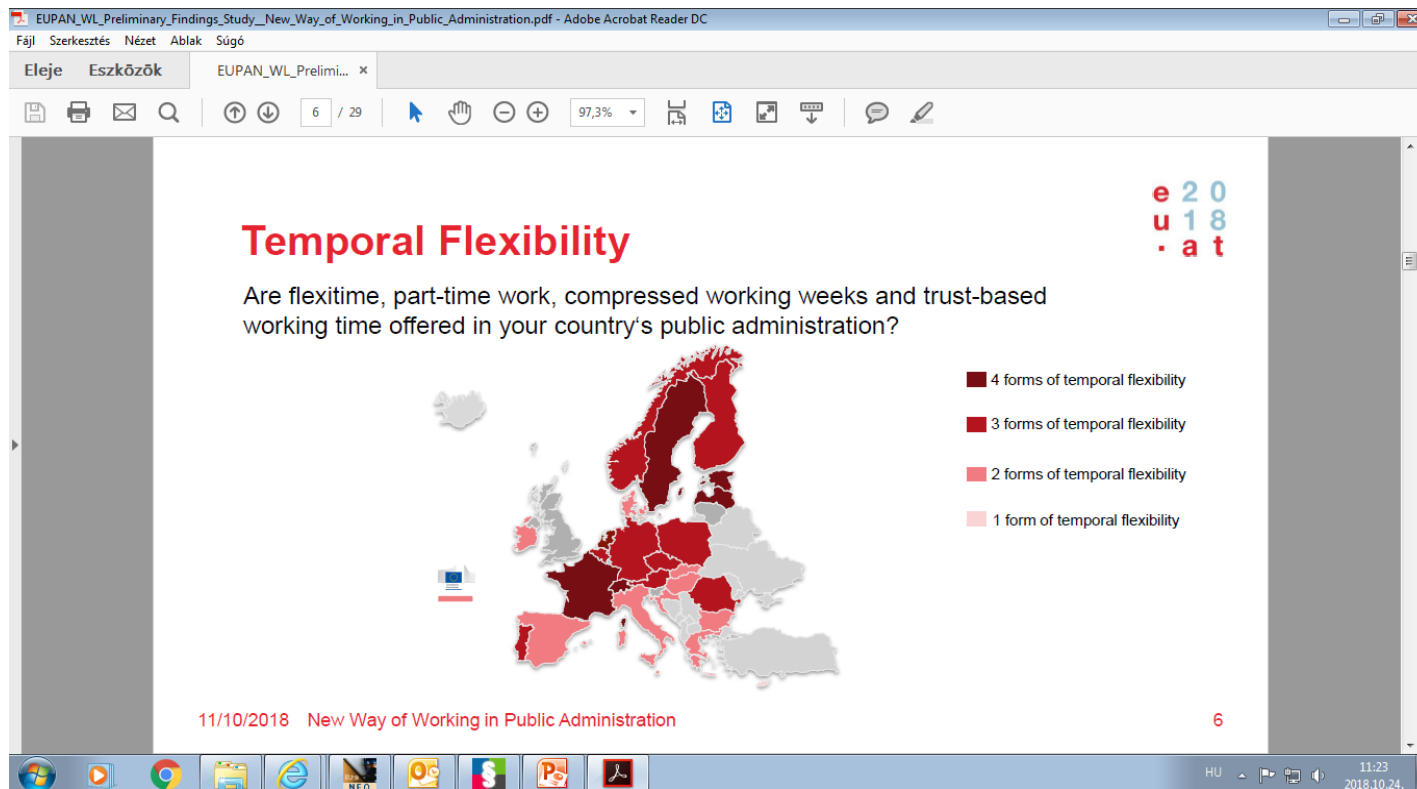 EUPAN_WL_Preliminary_Findings_Study__New_Way_of_Working_in_Public_Administration.pdf - Adobe Acrobat Reader DC
Fájl Szerkesztés Nézet Ablak Súgó
Eleje Eszközök EUPAN_WL_Prelimi... ×
6 / 29 97,3%
e 2 0
u 1 8
. a t
Temporal Flexibility
Are flexitime, part-time work, compressed working weeks and trust-based
working time offered in your country‘s public administration?
4 forms of temporal flexibility
3 forms of temporal flexibility
2 forms of temporal flexibility
1 form of temporal flexibility
11/10/2018 New Way of Working in Public Administration 6
NEO
HU 11:23
2018.10.24.